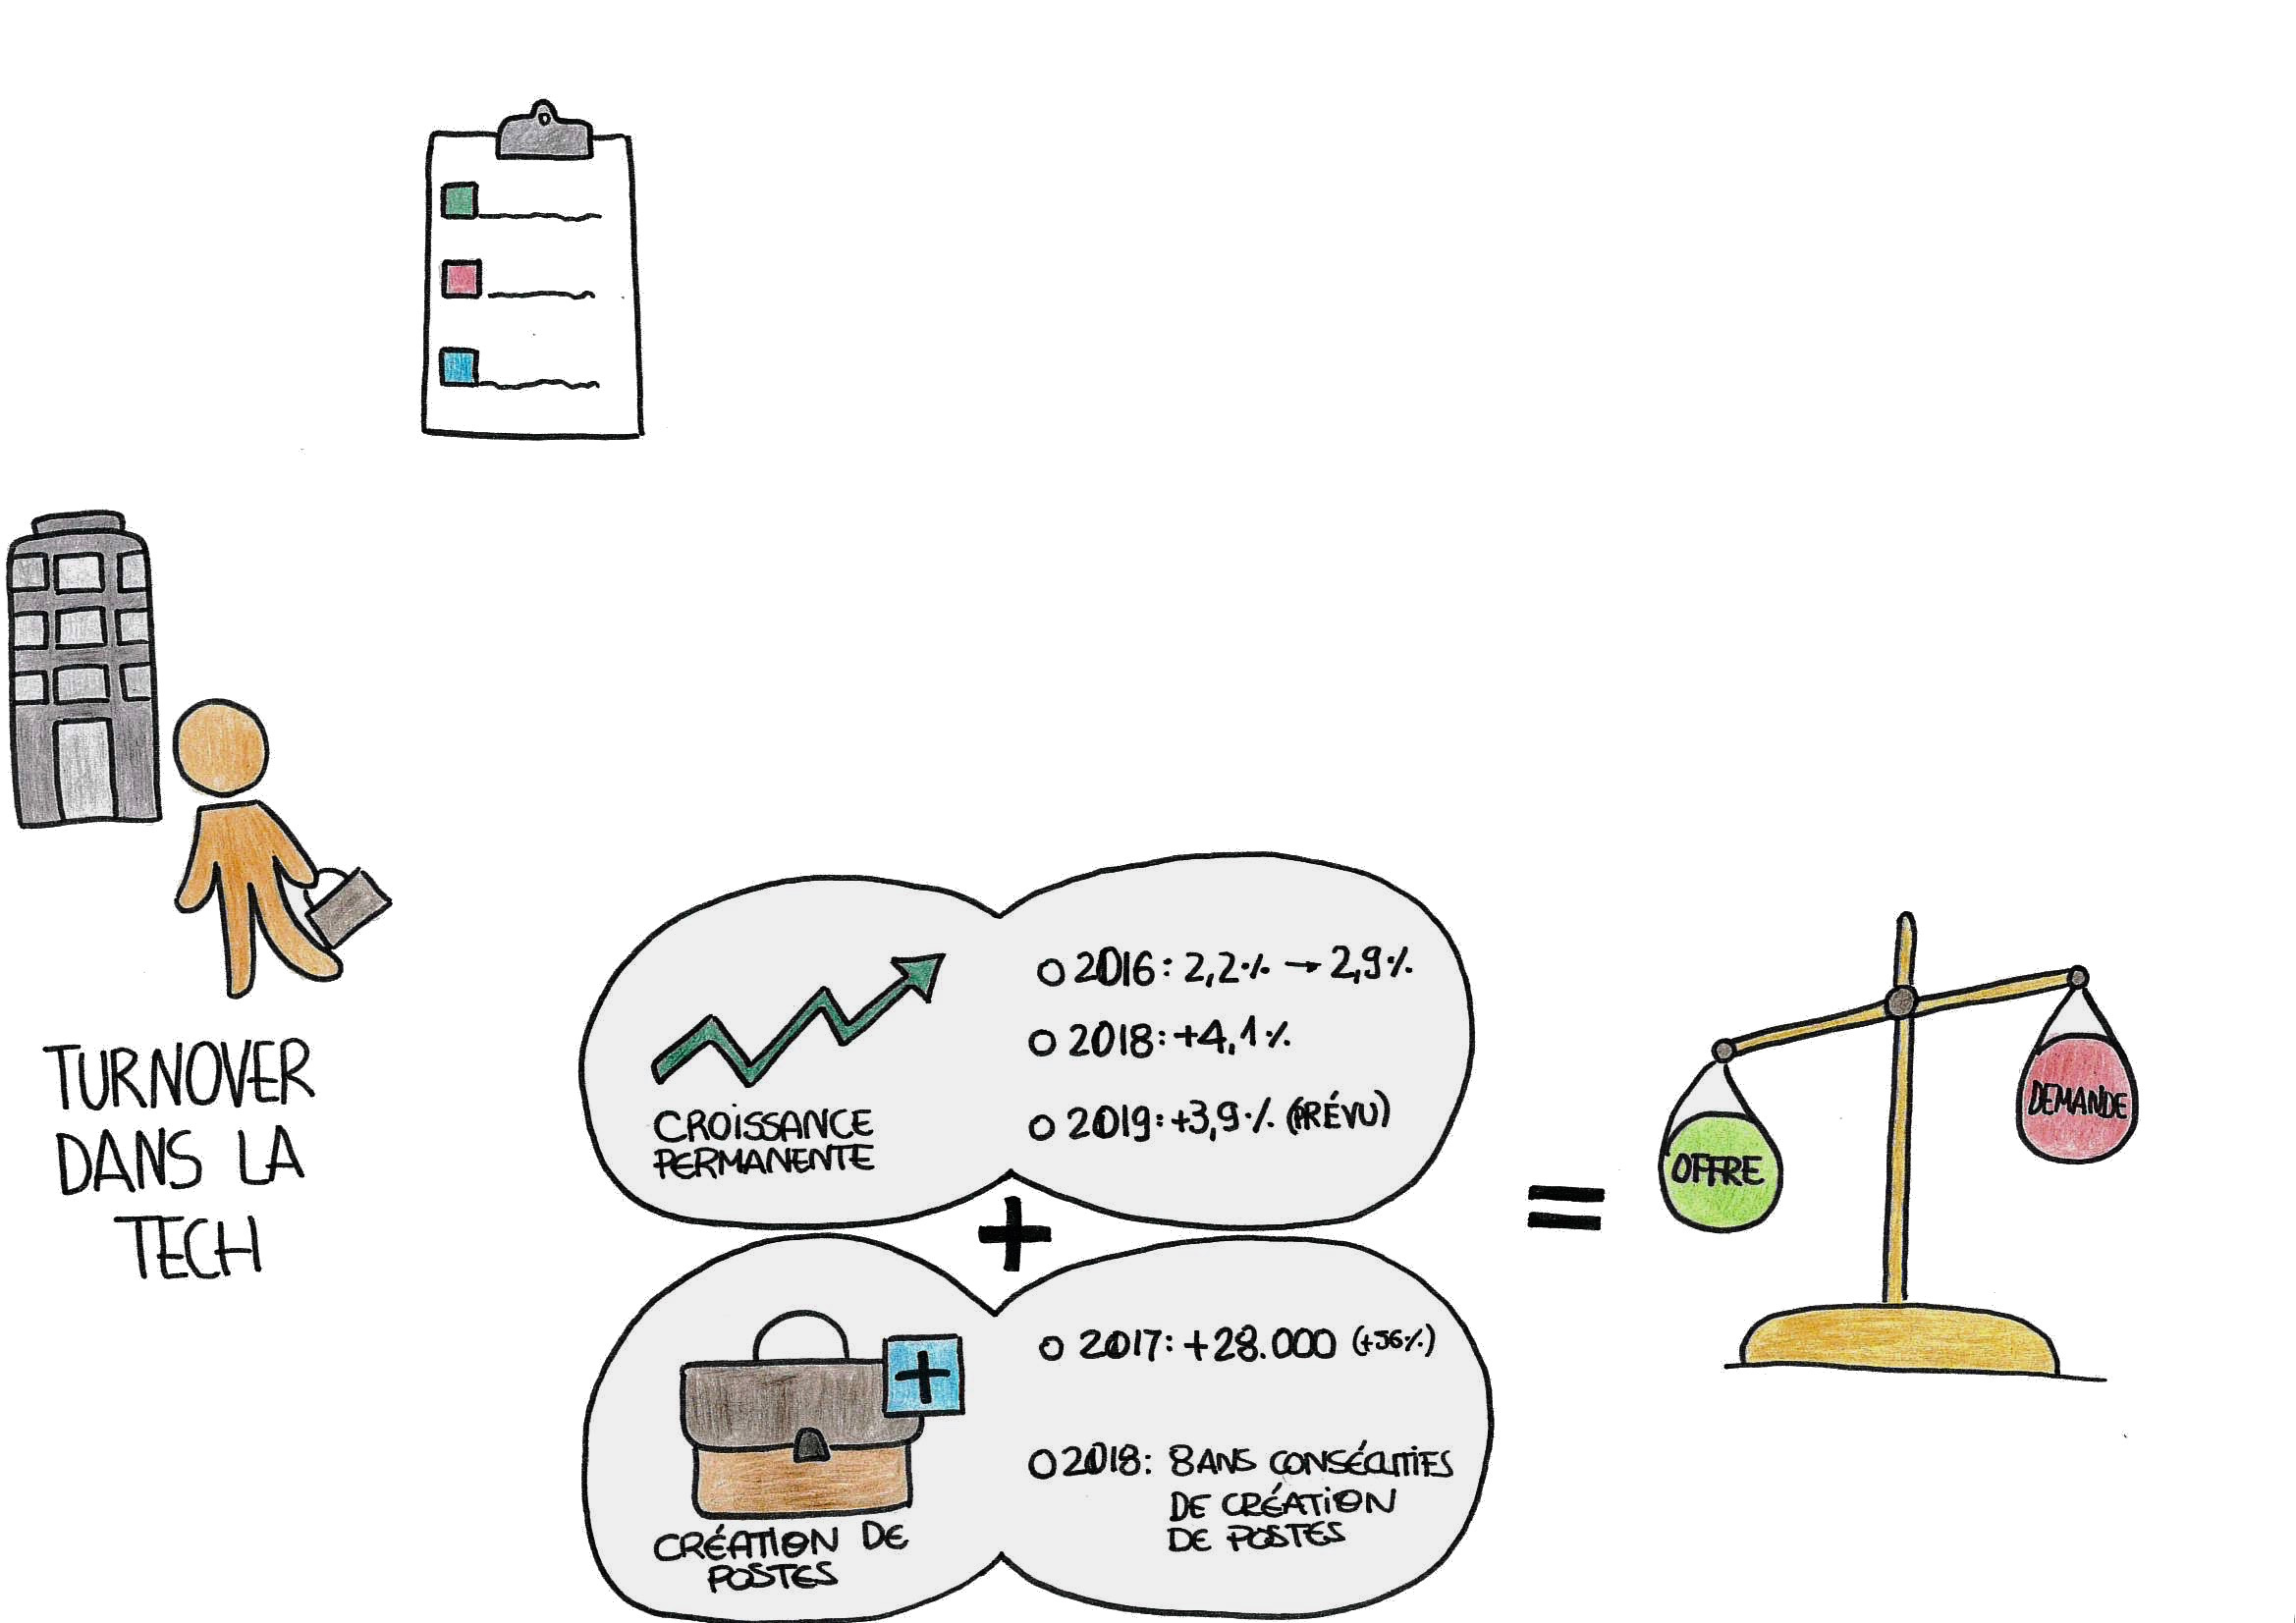 TURNOVER
DANS LA
TECH
CROISSANCE
PERMANENTE
2016: 2,2% → 2,9%
2018: +4,1%
2019: +3,9% (PRÉVU)
+
CRÉATION DE
POSTES
2017: +28.000
2018: 8 ANS CONSÉCUTIFS
DE CRÉATION
DE POSTES
=
OFFRE
DEMANDE